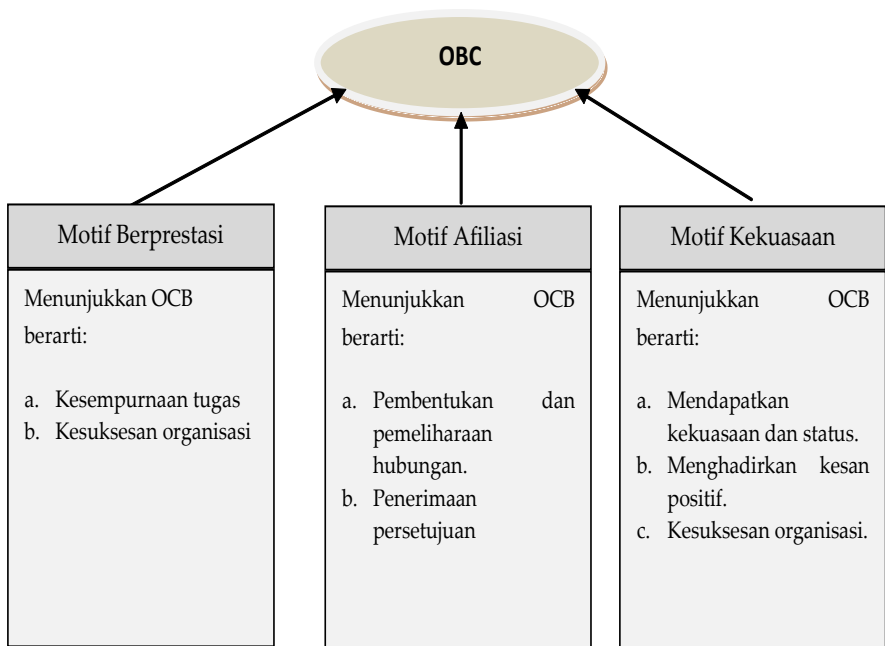 OBC
Motif Berprestasi
Menunjukkan OCB
berarti:
a. Kesempurnaan tugas
b. Kesuksesan organisasi
Motif Afiliasi
Menunjukkan OCB
berarti:
a. Pembentukan dan
pemeliharaan
hubungan.
b. Penerimaan
persetujuan
Motif Kekuasaan
Menunjukkan OCB
berarti:
a. Mendapatkan
kekuasaan dan status.
b. Menghadirkan kesan
positif.
c. Kesuksesan organisasi.